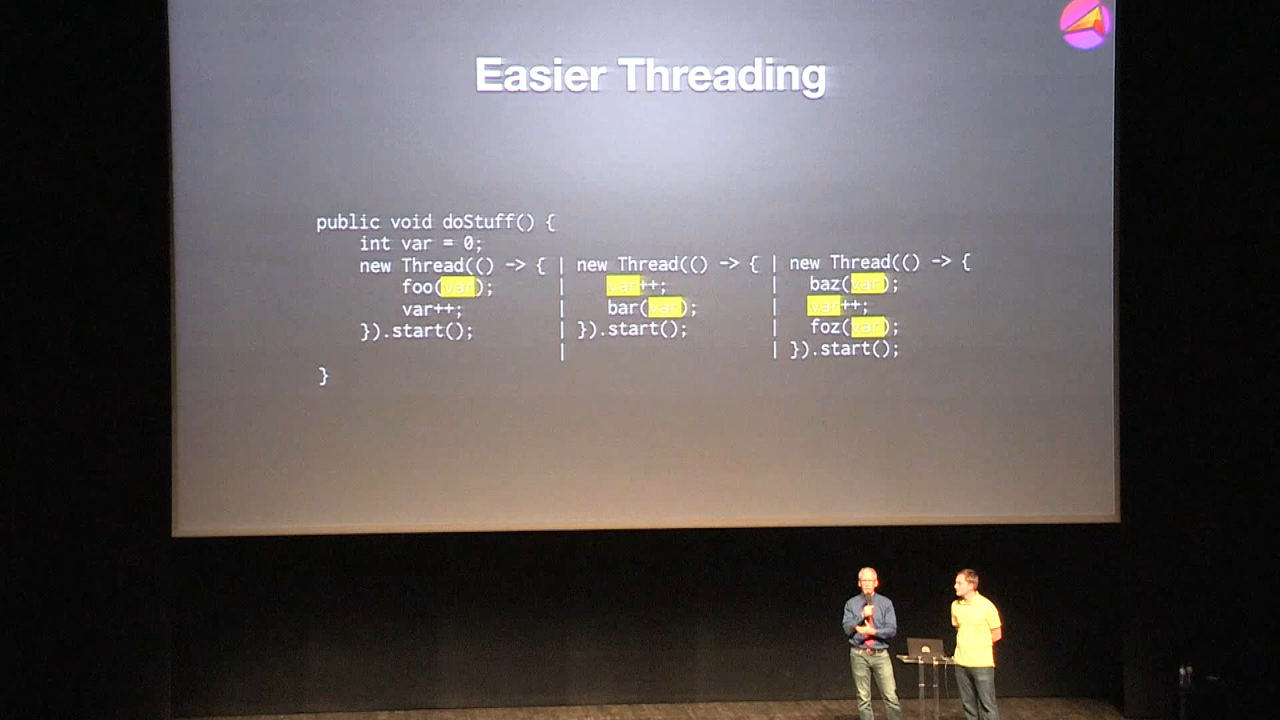 Easier Threading
public void doStuff() {
int var = 0;
new Thread(() -> { | new Thread(() -> { | new Thread(() -> {
foo(var); | var++; | baz(var);
var++; | bar(var); | var++;
}).start(); | }).start(); | foz(var);
| | }).start();
}